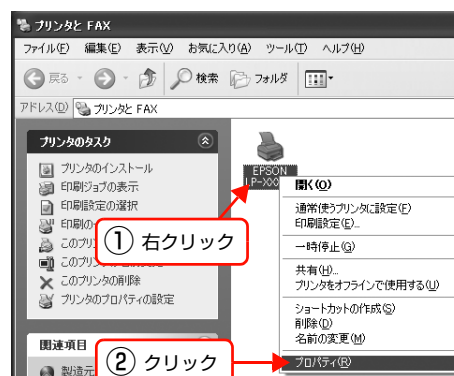 プリンタと FAX
ファイル(F) 編集(E) 表示(V) お気に入り(A) ツール(T) ヘルプ(H)
戻る 検索 フォルダ
アドレス(D) プリンタと FAX
プリンタのタスク
プリンタのインストール
印刷ジョブの表示
印刷設定の選択
印刷の
このプリ
このプリンタの削除
プリンタのプロパティの設定
関連項目
製造元
EPSON
LP-XXX
① 右クリック
② クリック
開く(O)
通常使うプリンタに設定(F)
印刷設定(E)...
一時停止(G)
共有(H)...
プリンタをオフラインで使用する(U)
ショートカットの作成(S)
削除(D)
名前の変更(M)
プロパティ(R)